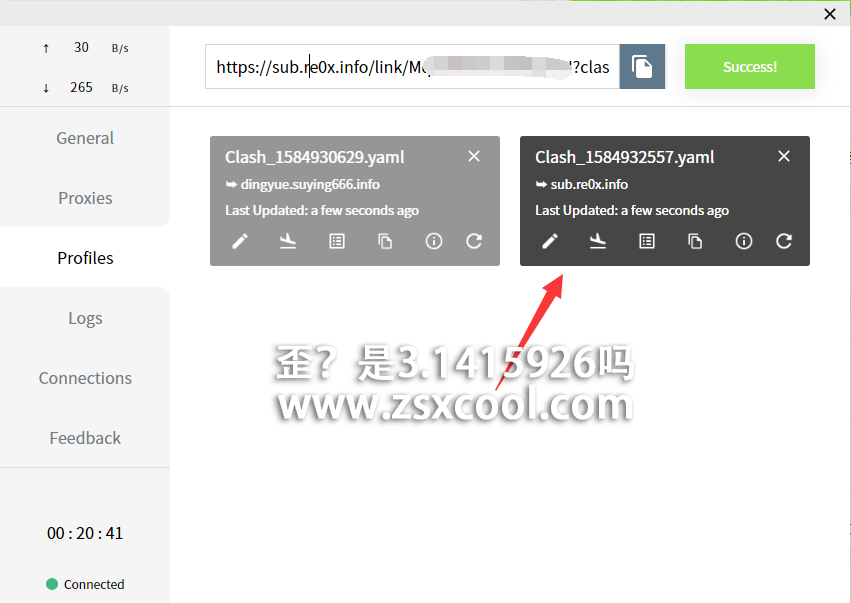 ↑ 30 B/s
↓ 265 B/s
General
Proxies
Profiles
Logs
Connections
Feedback
00 : 20 : 41
Connected
https://sub.re0x.info/link/M
?clas
Success!
Clash_1584930629.yaml
dingyue.suying666.info
Last Updated: a few seconds ago
Clash_1584932557.yaml
sub.re0x.info
Last Updated: a few seconds ago
歪？是3.1415926吗
www.zsxcool.com